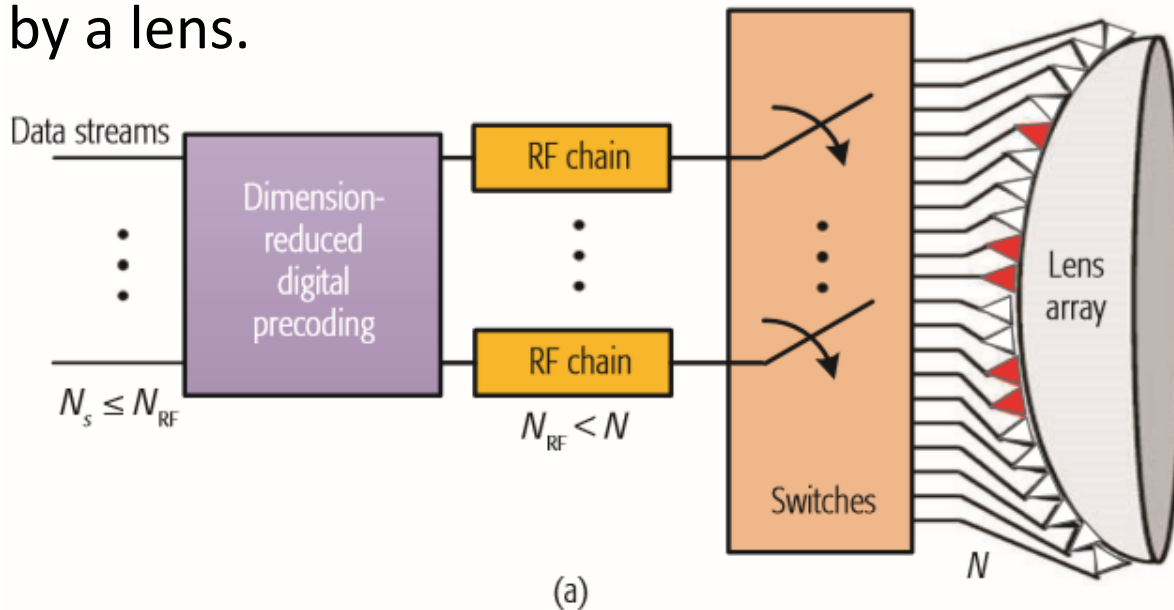 by a lens.
Data streams
Dimension-
reduced
digital
precoding
RF chain
RF chain
Switches
Lens
array
N_s ≤ N_RF
N_RF < N
N
(a)